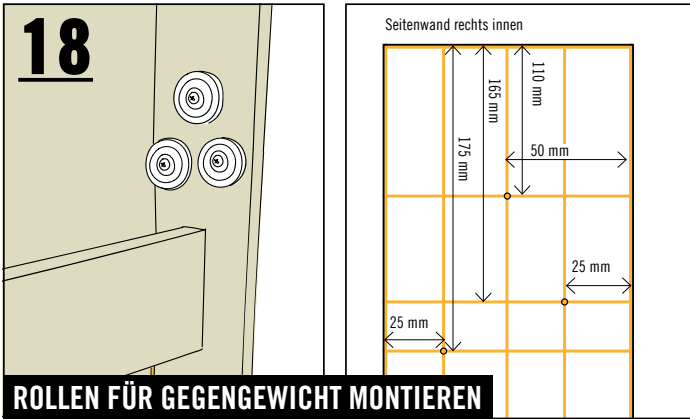 18
ROLLEN FÜR GEGENGEWICHT MONTIEREN
Seitenwand rechts innen
110 mm
165 mm
175 mm
50 mm
25 mm
25 mm